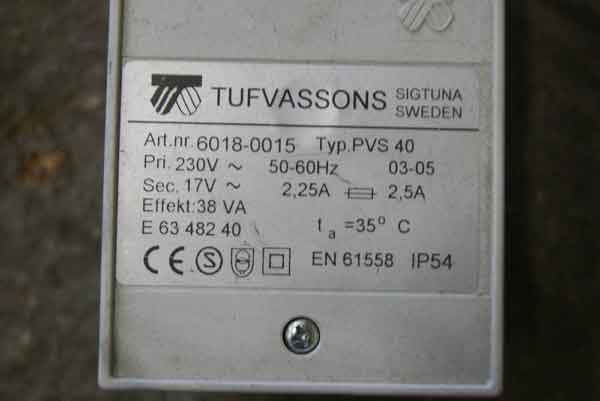 TUFVASSONS SIGTUNA SWEDEN
Art.nr. 6018-0015 Typ.PVS 40
Pri. 230V ~ 50-60Hz 03-05
Sec. 17V ~ 2,25A 2,5A
Effekt: 38 VA
E 63 482 40 ta =35° C
CE S EN 61558 IP54